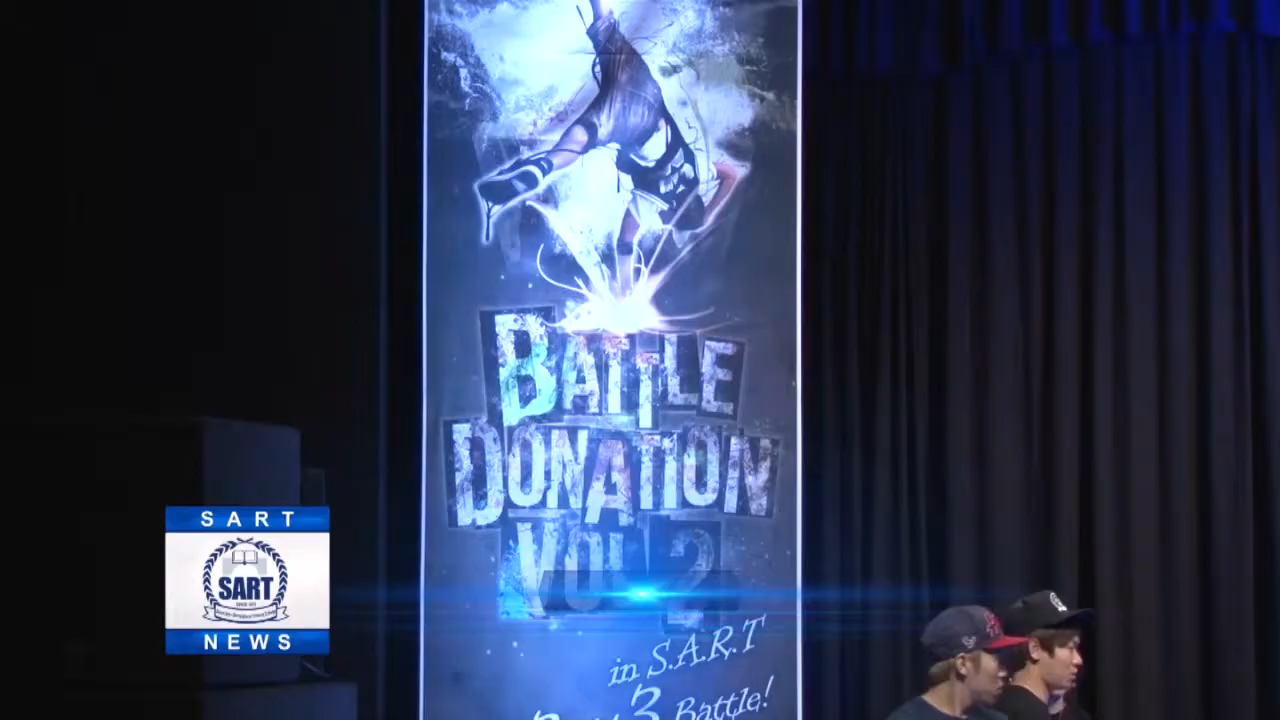 BATTLE
DONATION
VOL 2
in S.A.R.T
3 Battle!
SART
SART
NEWS